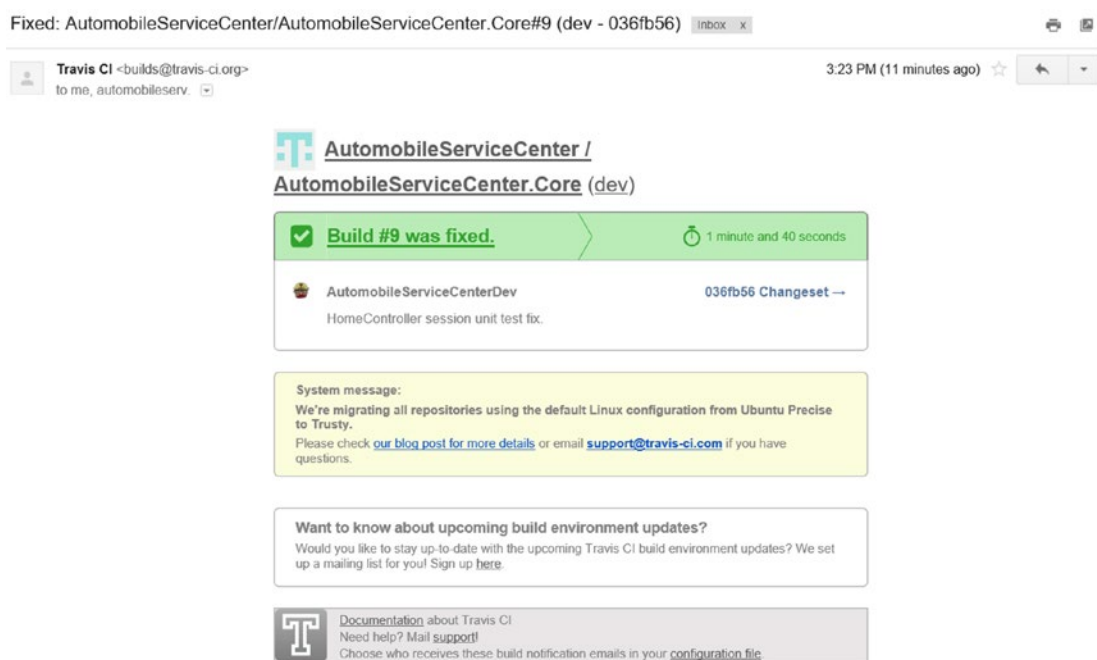 Fixed: AutomobileServiceCenter/AutomobileServiceCenter.Core#9 (dev - 036fb56) Inbox x
Travis CI <builds@travis-ci.org>
3:23 PM (11 minutes ago)
to me, automobileserv.
AutomobileServiceCenter /
AutomobileServiceCenter.Core (dev)
Build #9 was fixed.
1 minute and 40 seconds
AutomobileServiceCenterDev
036fb56 Changeset →
HomeController session unit test fix.
System message:
We're migrating all repositories using the default Linux configuration from Ubuntu Precise
to Trusty.
Please check our blog post for more details or email support@travis-ci.com if you have
questions.
Want to know about upcoming build environment updates?
Would you like to stay up-to-date with the upcoming Travis CI build environment updates? We set
up a mailing list for you! Sign up here.
Documentation about Travis CI
Need help? Mail support!
Choose who receives these build notification emails in your configuration file.